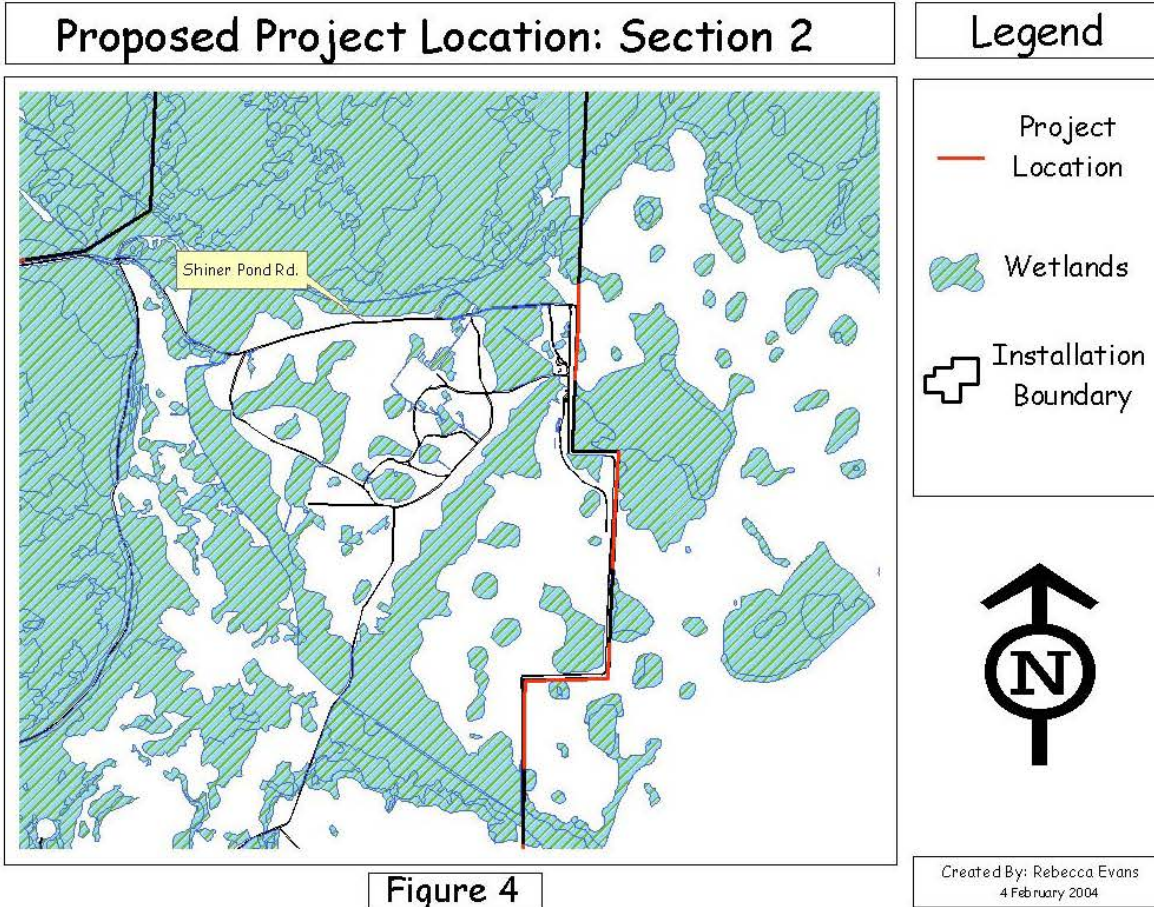 Proposed Project Location: Section 2
Legend
Shiner Pond Rd.
Project
Location
Wetlands
Installation
Boundary
N
Figure 4
Created By: Rebecca Evans
4 February 2004